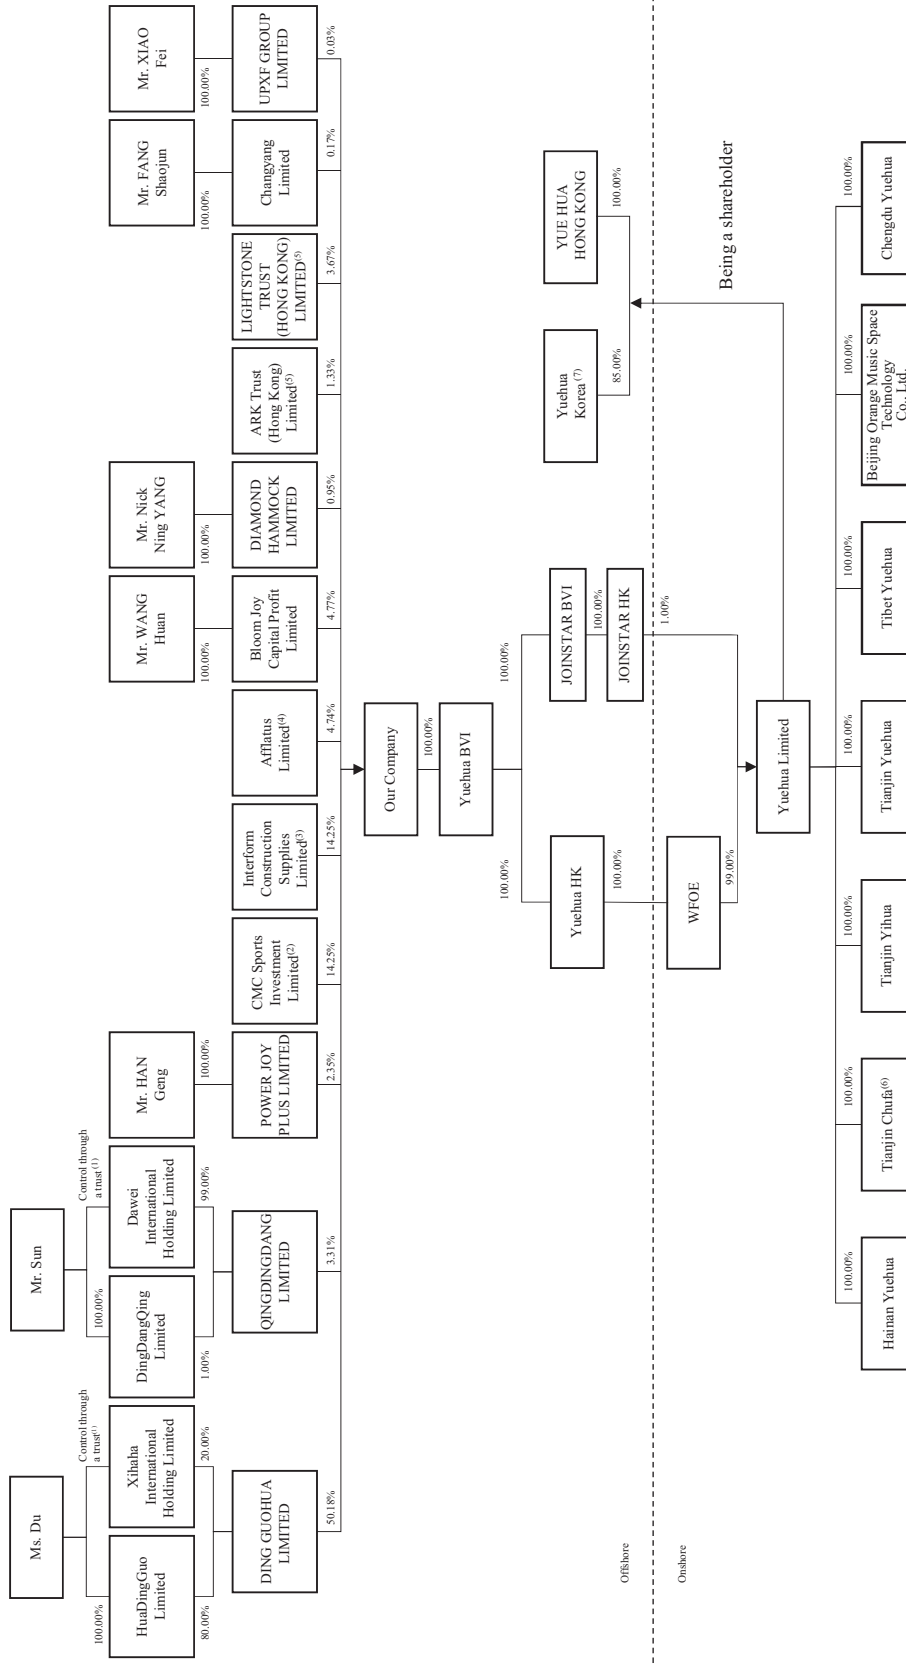 Ms. Du
Mr. Sun
100.00%
Control through
a trust(1)
100.00%
Control through
a trust(1)
HuaDingGuo
Limited
Xihaha
International
Holding Limited
DingDangQing
Limited
Dawei
International
Holding Limited
Mr. HAN
Geng
Mr. WANG
Huan
Mr. Nick
Ning YANG
Mr. FANG
Shaojun
Mr. XIAO
Fei
80.00%
20.00%
1.00%
99.00%
100.00%
100.00%
100.00%
100.00%
100.00%
DING GUOHUA
LIMITED
QINGDINGDANG
LIMITED
POWER JOY
PLUS LIMITED
CMC Sports
Investment
Limited(2)
Interform
Construction
Supplies
Limited(3)
Afflatus
Limited(4)
Bloom Joy
Capital Profit
Limited
DIAMOND
HAMMOCK
LIMITED
ARK Trust
(Hong Kong)
Limited(5)
LIGHTSTONE
TRUST
(HONG KONG)
LIMITED(5)
Changyang
Limited
UPXF GROUP
LIMITED
50.18%
3.31%
2.35%
14.25%
14.25%
4.74%
4.77%
0.95%
1.33%
3.67%
0.17%
0.03%
Our Company
100.00%
Yuehua BVI
100.00%
100.00%
Yuehua HK
JOINSTAR BVI
100.00%
JOINSTAR HK
Yuehua
Korea(7)
YUE HUA
HONG KONG
100.00%
85.00%
100.00%
Offshore
Onshore
1.00%
WFOE
99.00%
Being a shareholder
Yuehua Limited
100.00%
100.00%
100.00%
100.00%
100.00%
100.00%
100.00%
Hainan Yuehua
Tianjin Chufa(6)
Tianjin Yihua
Tianjin Yuehua
Tibet Yuehua
Beijing Orange Music Space
Technology
Co., Ltd.
Chengdu Yuehua